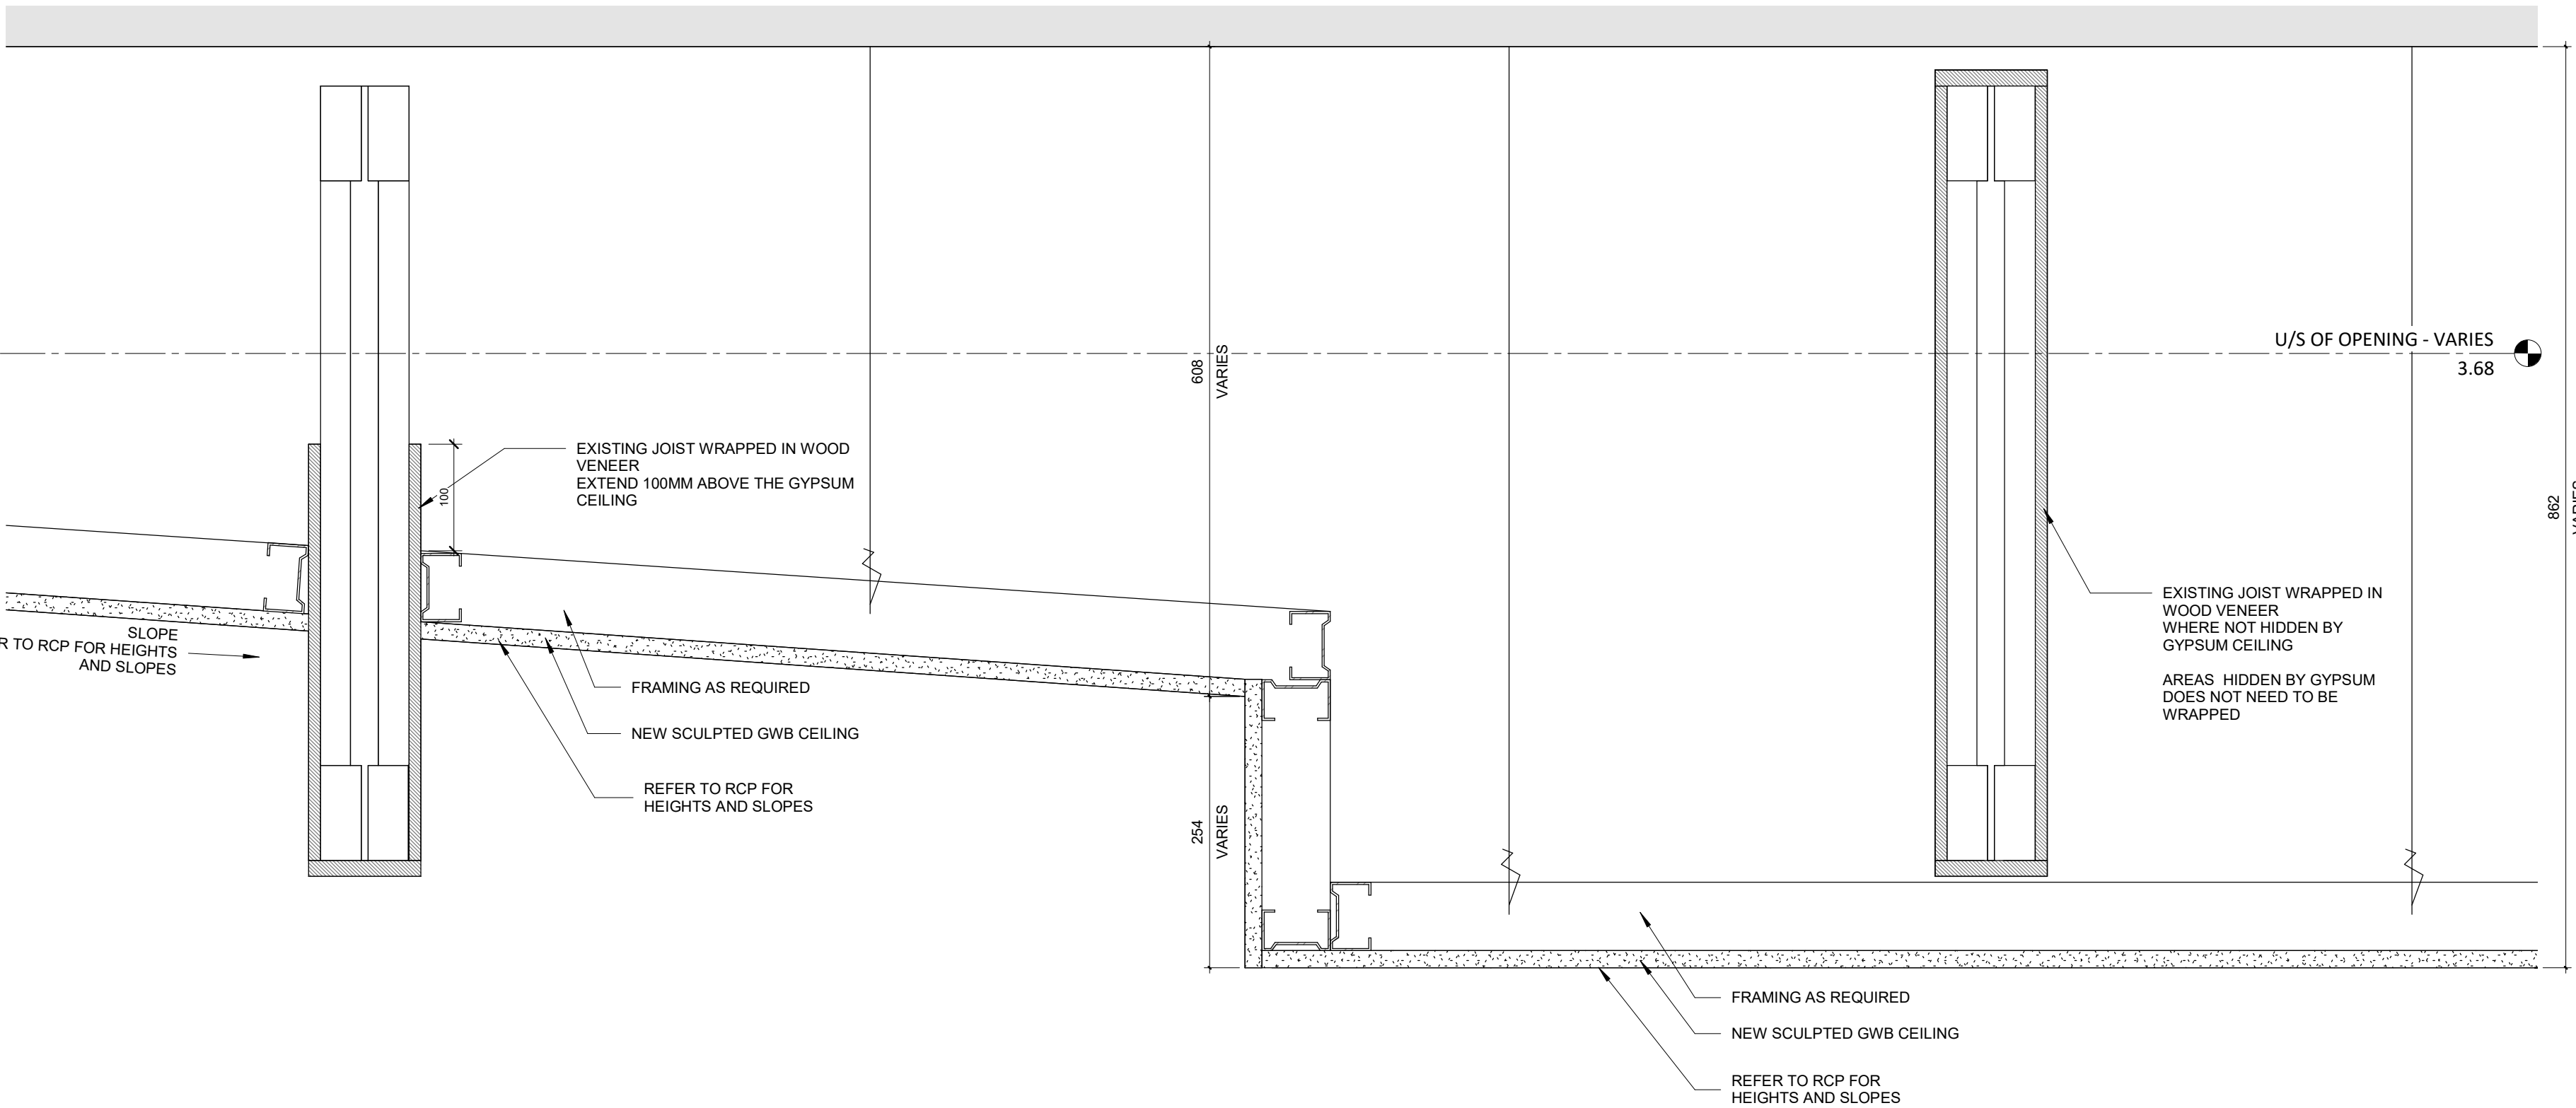 U/S OF OPENING - VARIES
3.68
608
VARIES
862
VARIES
EXISTING JOIST WRAPPED IN WOOD
VENEER
EXTEND 100MM ABOVE THE GYPSUM
CEILING
100
EXISTING JOIST WRAPPED IN
WOOD VENEER
WHERE NOT HIDDEN BY
GYPSUM CEILING
AREAS HIDDEN BY GYPSUM
DOES NOT NEED TO BE
WRAPPED
SLOPE
R TO RCP FOR HEIGHTS
AND SLOPES
FRAMING AS REQUIRED
NEW SCULPTED GWB CEILING
REFER TO RCP FOR
HEIGHTS AND SLOPES
254
VARIES
FRAMING AS REQUIRED
NEW SCULPTED GWB CEILING
REFER TO RCP FOR
HEIGHTS AND SLOPES